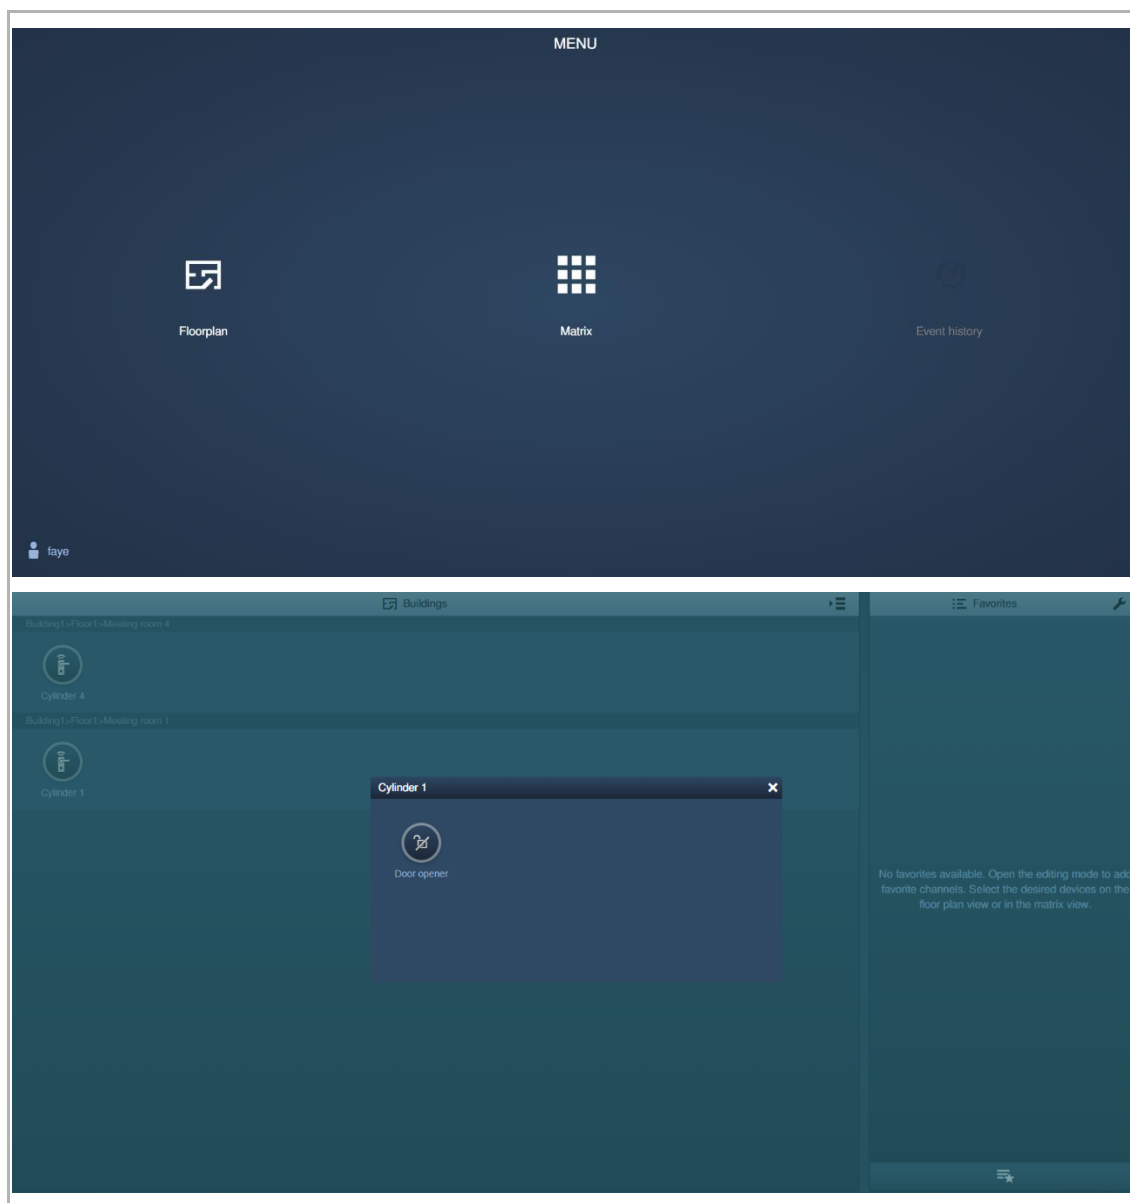 MENU
Floorplan
Matrix
Event history
faye
Buildings
Favorites
Building1>Floor1>Meeting room 4
Cylinder 4
Building1>Floor1>Meeting room 1
Cylinder 1
Cylinder 1
Door opener
No favorites available. Open the editing mode to add
favorite channels. Select the desired devices on the
floor plan view or in the matrix view.